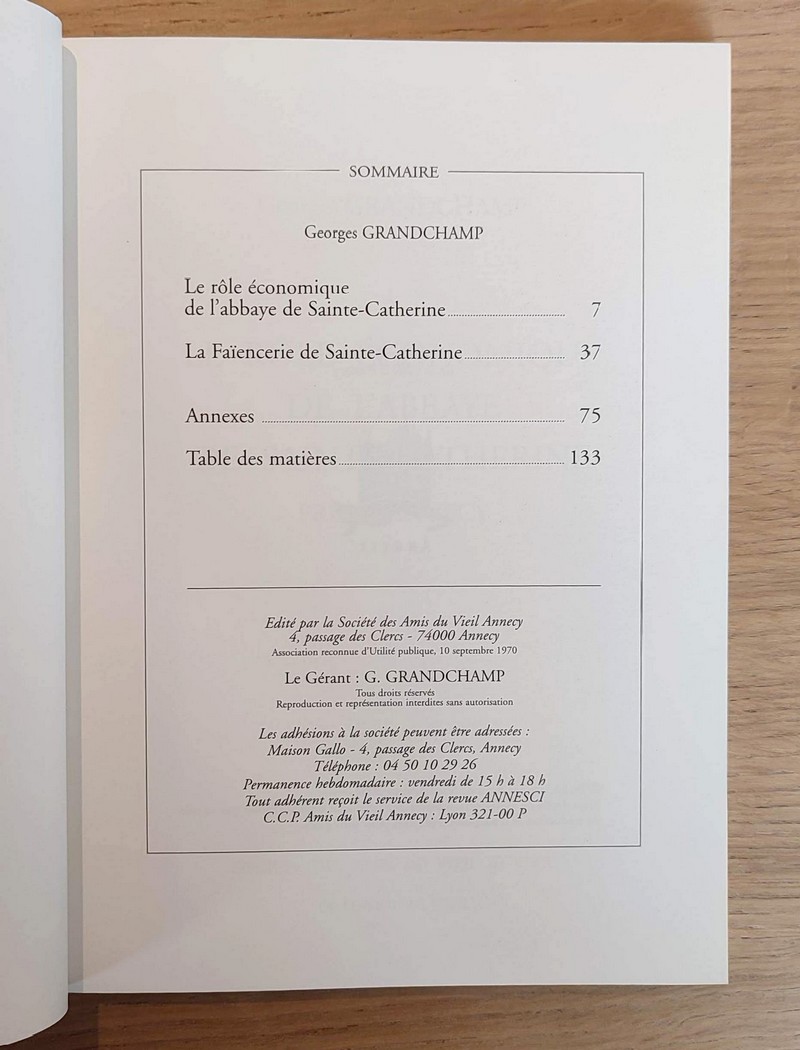 SOMMAIRE
Georges GRANDCHAMP
Le rôle économique
de l'abbaye de Sainte-Catherine 7
La Faïencerie de Sainte-Catherine 37
Annexes 75
Table des matières 133
Edité par la Société des Amis du Vieil Annecy
4, passage des Clercs - 74000 Annecy
Association reconnue d'Utilité publique, 10 septembre 1970
Le Gérant : G. GRANDCHAMP
Tous droits réservés
Reproduction et représentation interdites sans autorisation
Les adhésions à la société peuvent être adressées :
Maison Gallo - 4, passage des Clercs, Annecy
Téléphone : 04 50 10 29 26
Permanence hebdomadaire : vendredi de 15 h à 18 h
Tout adhérent reçoit le service de la revue ANNESCI
C.C.P. Amis du Vieil Annecy : Lyon 321-00 P